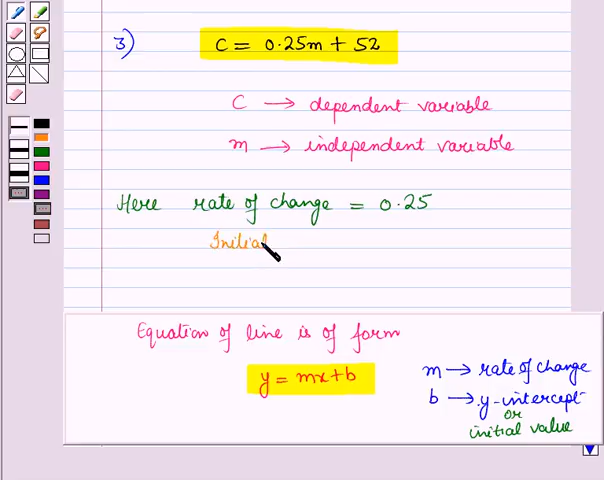 3) C = 0.25m + 52
C → dependent variable
m → independent variable
Here rate of change = 0.25
Initial
Equation of line is of form
y = mx+b
m → rate of change
b → y-intercept
or
initial value